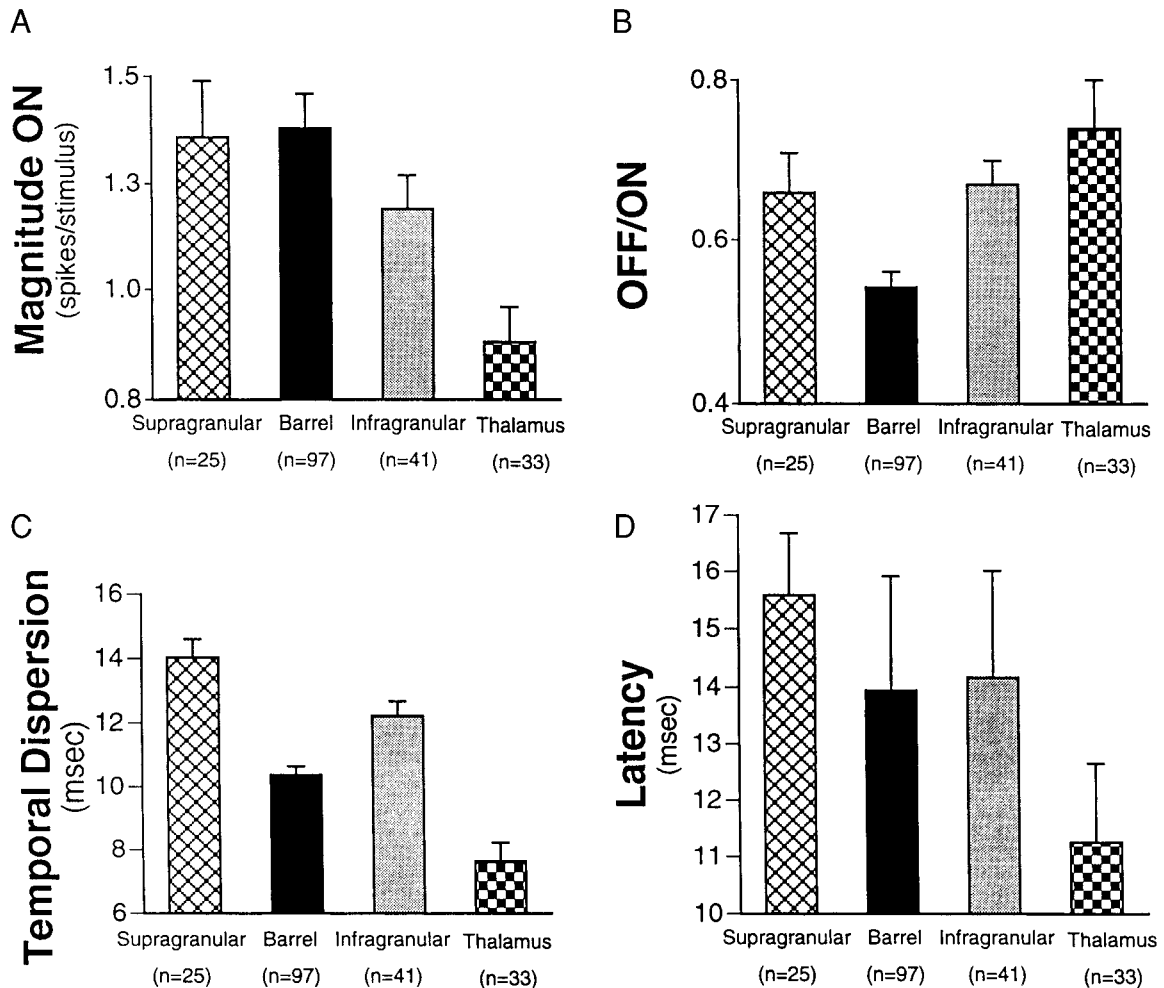 A
Magnitude ON
(spikes/stimulus)
1.5
1.3
1.0
0.8
Supragranular Barrel Infragranular Thalamus
(n=25) (n=97) (n=41) (n=33)
B
OFF/ON
0.8
0.6
0.4
Supragranular Barrel Infragranular Thalamus
(n=25) (n=97) (n=41) (n=33)
C
Temporal Dispersion
(msec)
16
14
12
10
8
6
Supragranular Barrel Infragranular Thalamus
(n=25) (n=97) (n=41) (n=33)
D
Latency
(msec)
17
16
15
14
13
12
11
10
Supragranular Barrel Infragranular Thalamus
(n=25) (n=97) (n=41) (n=33)